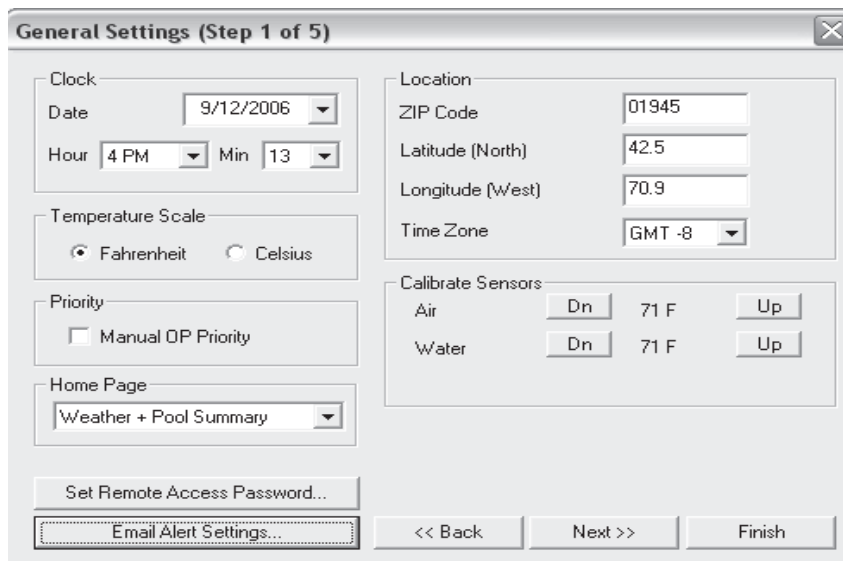 General Settings (Step 1 of 5)
Clock
Date 9/12/2006
Hour 4 PM Min 13
Temperature Scale
Fahrenheit Celsius
Priority
Manual OP Priority
Home Page
Weather + Pool Summary
Set Remote Access Password...
Email Alert Settings...
Location
ZIP Code 01945
Latitude (North) 42.5
Longitude (West) 70.9
Time Zone GMT -8
Calibrate Sensors
Air Dn 71 F Up
Water Dn 71 F Up
<< Back Next >> Finish